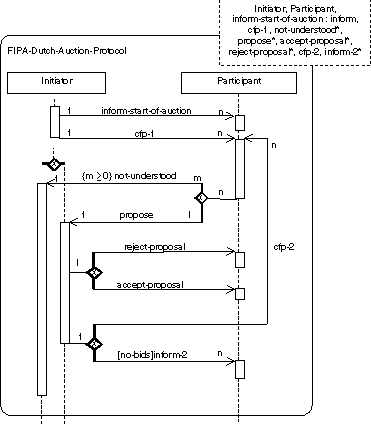 Initiator, Participant,
inform-start-of-auction : inform,
cfp-1, not-understood*,
propose*, accept-proposal*,
reject-proposal*, cfp-2, inform-2*
FIPA-Dutch-Auction-Protocol
Initiator
Participant
1 inform-start-of-auction n
1 cfp-1 n
n
x
1 {m ≥ 0} not-understood m
n
x
1 propose l
reject-proposal
cfp-2
l
x
accept-proposal
1
x
[no-bids]inform-2 n